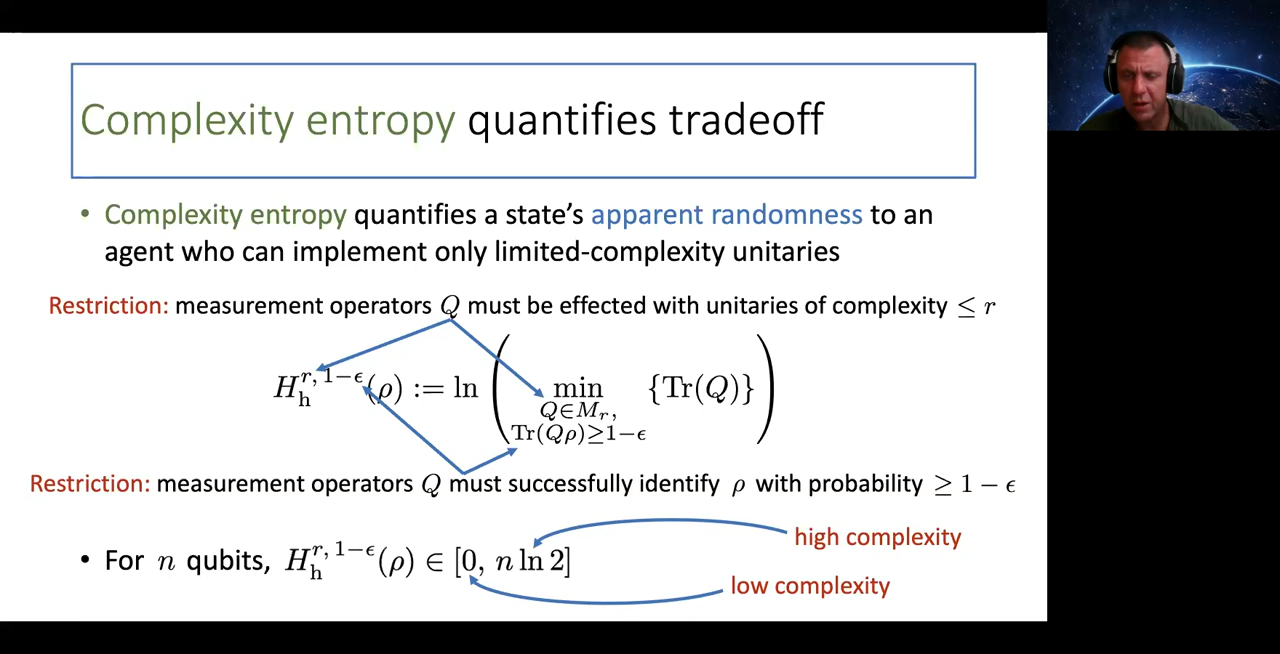 Complexity entropy quantifies tradeoff
• Complexity entropy quantifies a state's apparent randomness to an
agent who can implement only limited-complexity unitaries
Restriction: measurement operators Q must be effected with unitaries of complexity ≤ r
H_h^{r, 1−ϵ}(ρ) := ln ( min_{Q∈M_r, Tr(Qρ)≥1−ϵ} {Tr(Q)} )
Restriction: measurement operators Q must successfully identify ρ with probability ≥ 1 − ϵ
high complexity
• For n qubits, H_h^{r, 1−ϵ}(ρ) ∈ [0, n ln 2]
low complexity